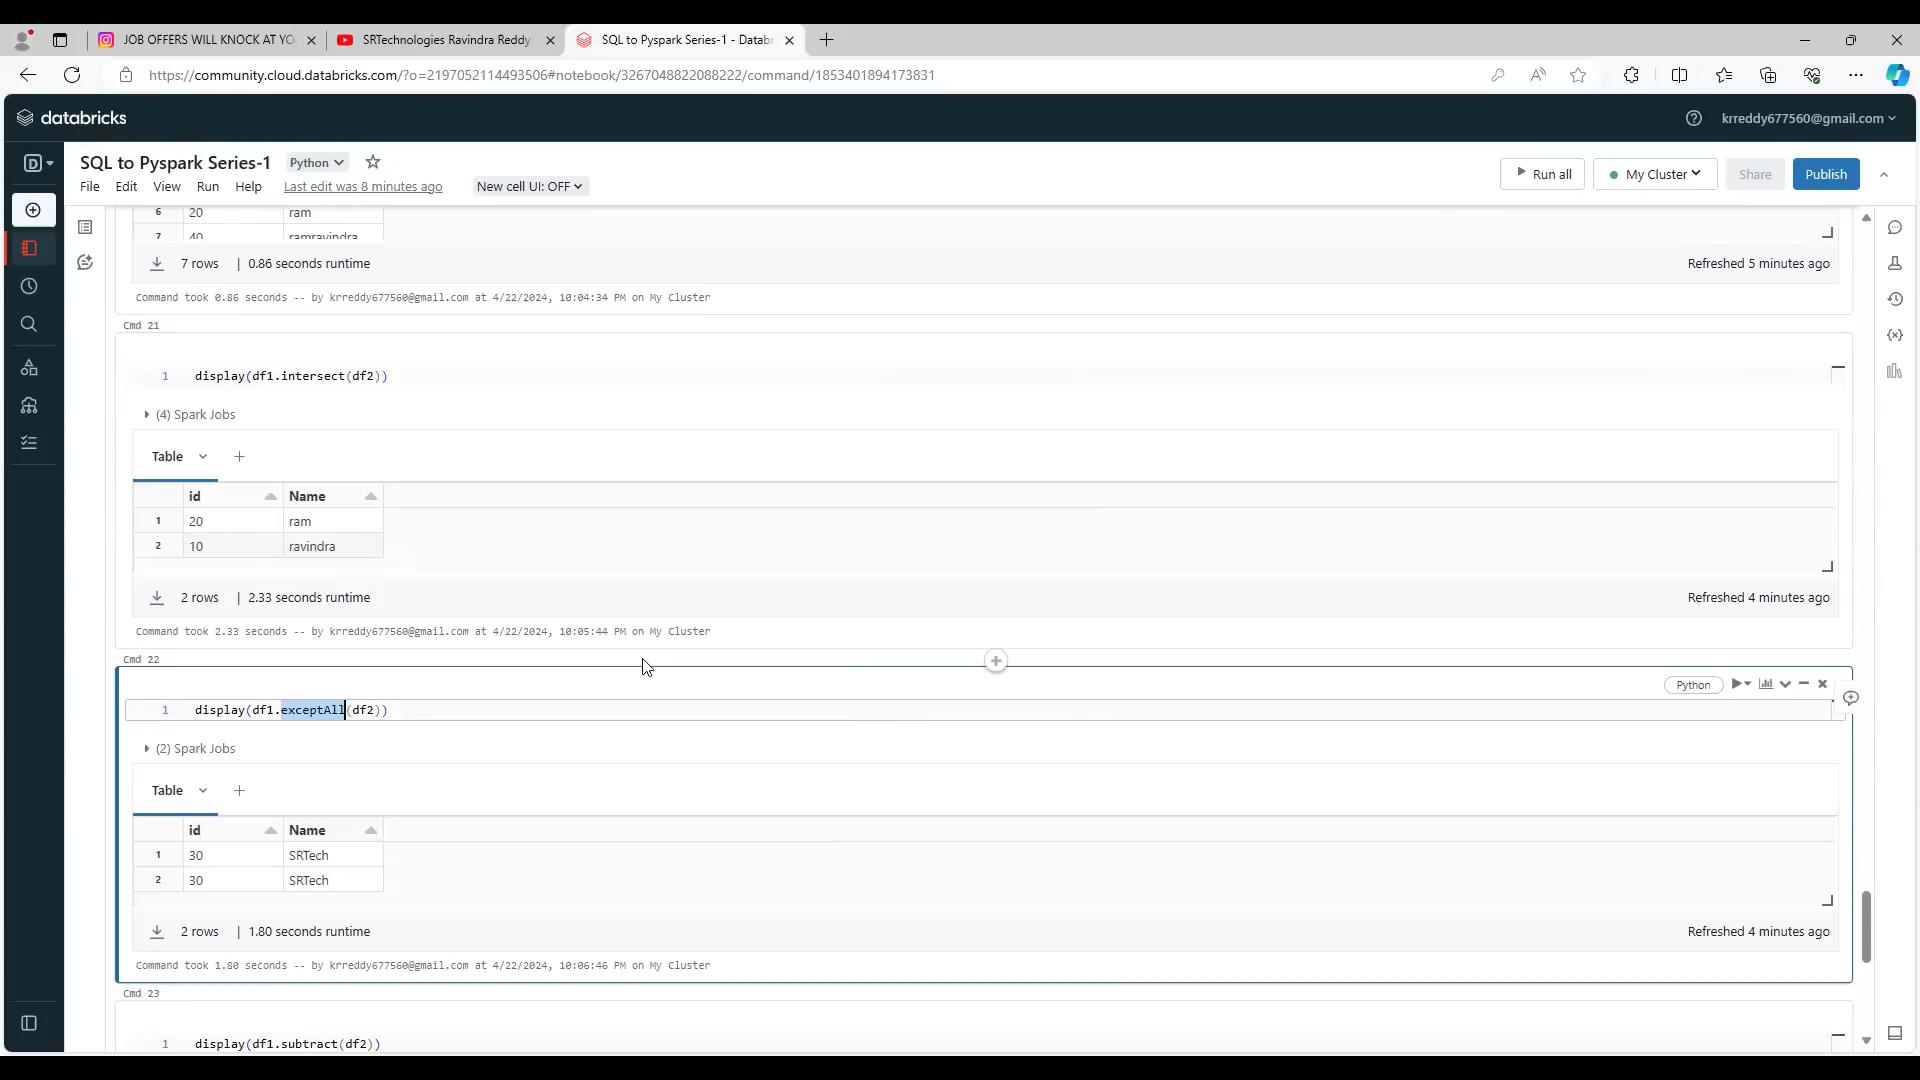 JOB OFFERS WILL KNOCK AT YO
SRTechnologies Ravindra Reddy
SQL to Pyspark Series-1 - Datab
https://community.cloud.databricks.com/?o=2197052114493506#notebook/3267048822088222/command/1853401894173831
databricks
krreddy677560@gmail.com
D
SQL to Pyspark Series-1
Python
File
Edit
View
Run
Help
Last edit was 8 minutes ago
New cell UI: OFF
Run all
My Cluster
Share
Publish
6 20 ram
7 40 ramravindra
7 rows | 0.86 seconds runtime
Refreshed 5 minutes ago
Command took 0.86 seconds -- by krreddy677560@gmail.com at 4/22/2024, 10:04:34 PM on My Cluster
Cmd 21
1 display(df1.intersect(df2))
(4) Spark Jobs
Table +
id Name
1 20 ram
2 10 ravindra
2 rows | 2.33 seconds runtime
Refreshed 4 minutes ago
Command took 2.33 seconds -- by krreddy677560@gmail.com at 4/22/2024, 10:05:44 PM on My Cluster
Cmd 22
Python
1 display(df1.exceptAll(df2))
(2) Spark Jobs
Table +
id Name
1 30 SRTech
2 30 SRTech
2 rows | 1.80 seconds runtime
Refreshed 4 minutes ago
Command took 1.80 seconds -- by krreddy677560@gmail.com at 4/22/2024, 10:06:46 PM on My Cluster
Cmd 23
1 display(df1.subtract(df2))